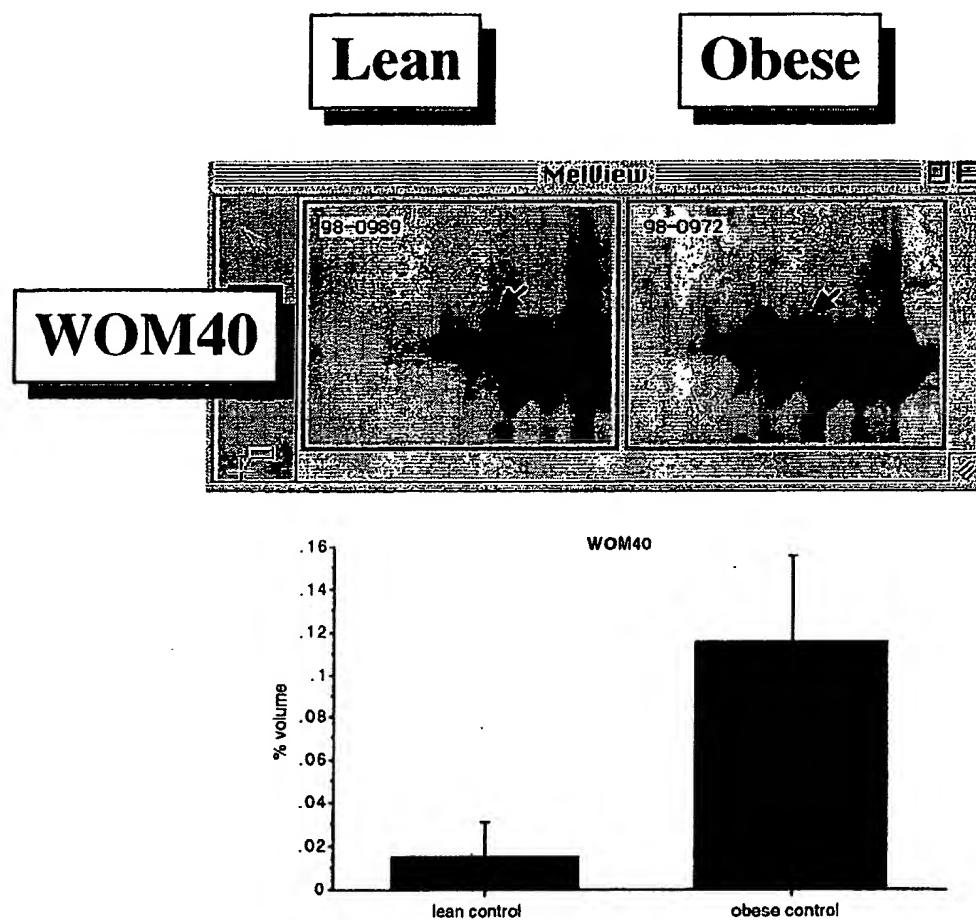 Lean
Obese
MelView
98-0989
98-0972
WOM40
WOM40
.16
.14
.12
.1
.08
.06
.04
.02
0
% volume
lean control
obese control